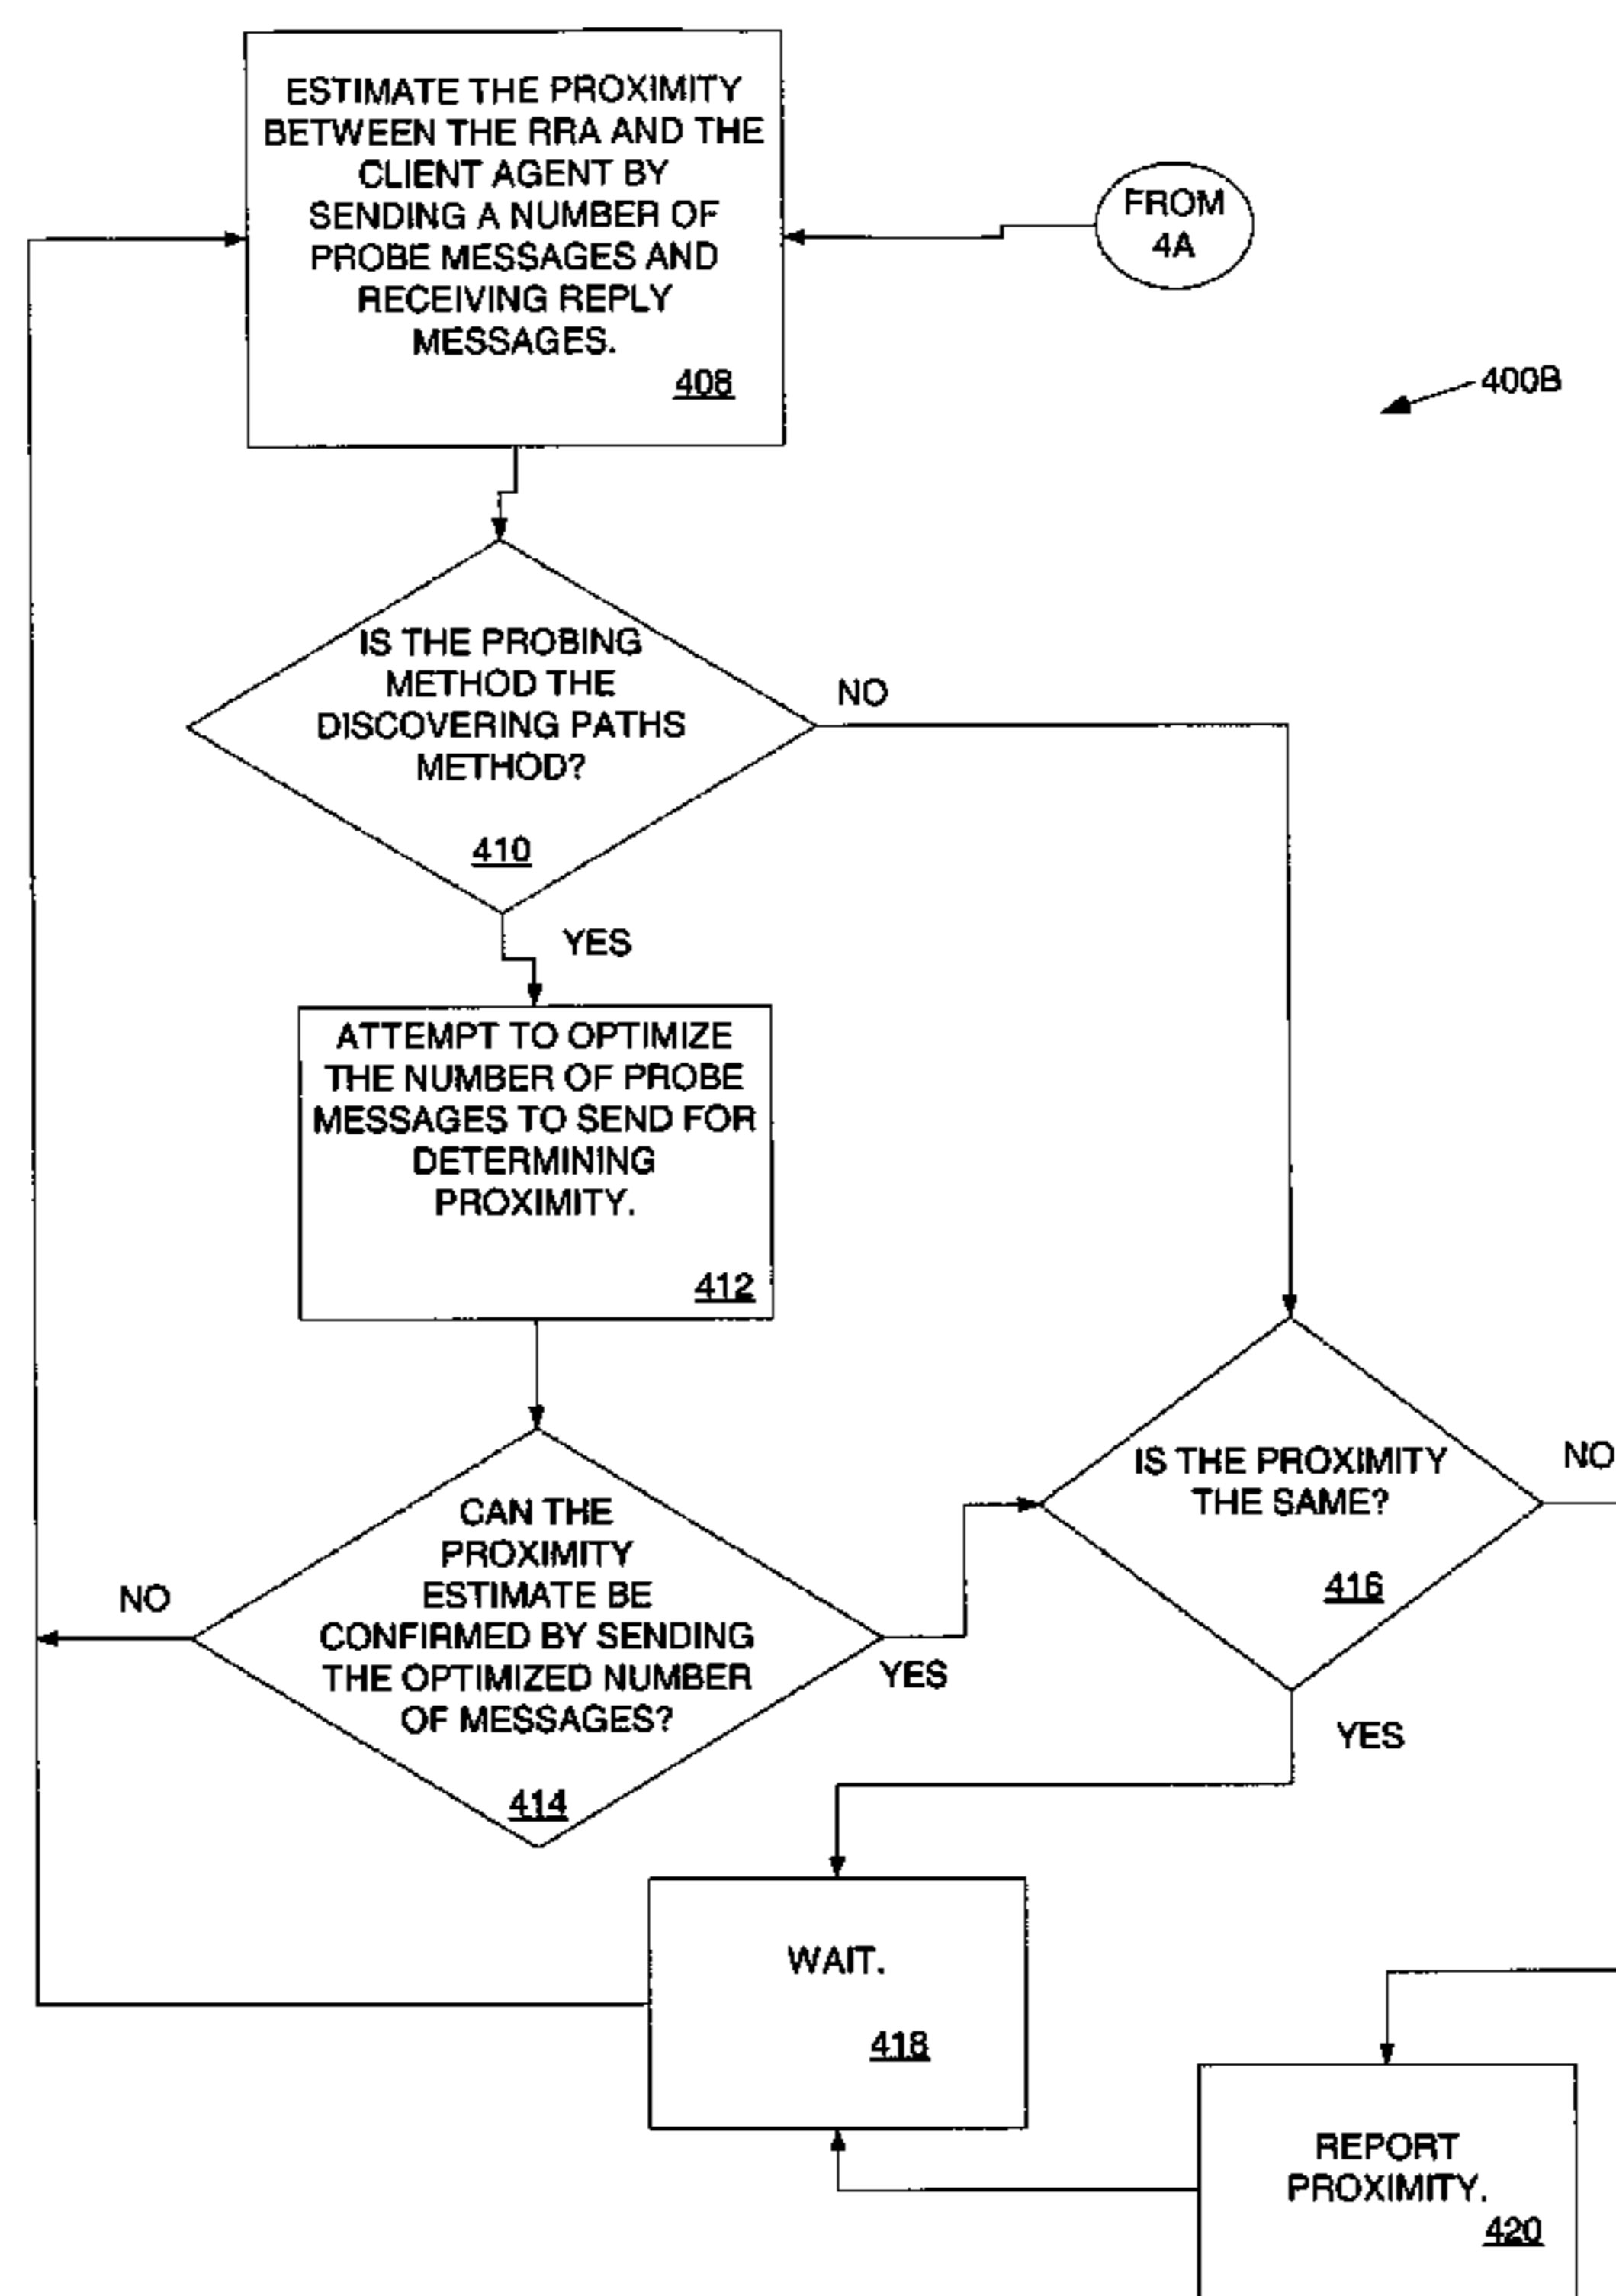 ESTIMATE THE PROXIMITY
BETWEEN THE RRA AND THE
CLIENT AGENT BY
SENDING A NUMBER OF
PROBE MESSAGES AND
RECEIVING REPLY
MESSAGES.
408
FROM
4A
400B
IS THE PROBING
METHOD THE
DISCOVERING PATHS
METHOD?
410
NO
YES
ATTEMPT TO OPTIMIZE
THE NUMBER OF PROBE
MESSAGES TO SEND FOR
DETERMINING
PROXIMITY.
412
CAN THE
PROXIMITY
ESTIMATE BE
CONFIRMED BY SENDING
THE OPTIMIZED NUMBER
OF MESSAGES?
414
NO
YES
IS THE PROXIMITY
THE SAME?
416
NO
YES
WAIT.
418
REPORT
PROXIMITY.
420